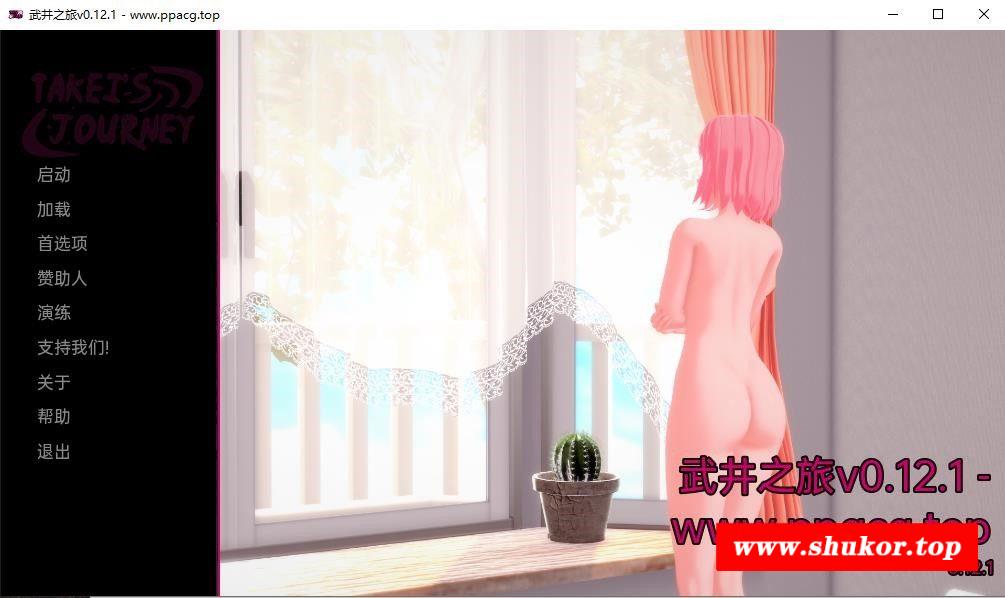 武井之旅v0.12.1 - www.ppacg.top
TAKEI'S
JOURNEY
启动
加载
首选项
赞助人
演练
支持我们!
关于
帮助
退出
武井之旅v0.12.1 -
www.ppacg.top
www.shukor.top
0.12.1